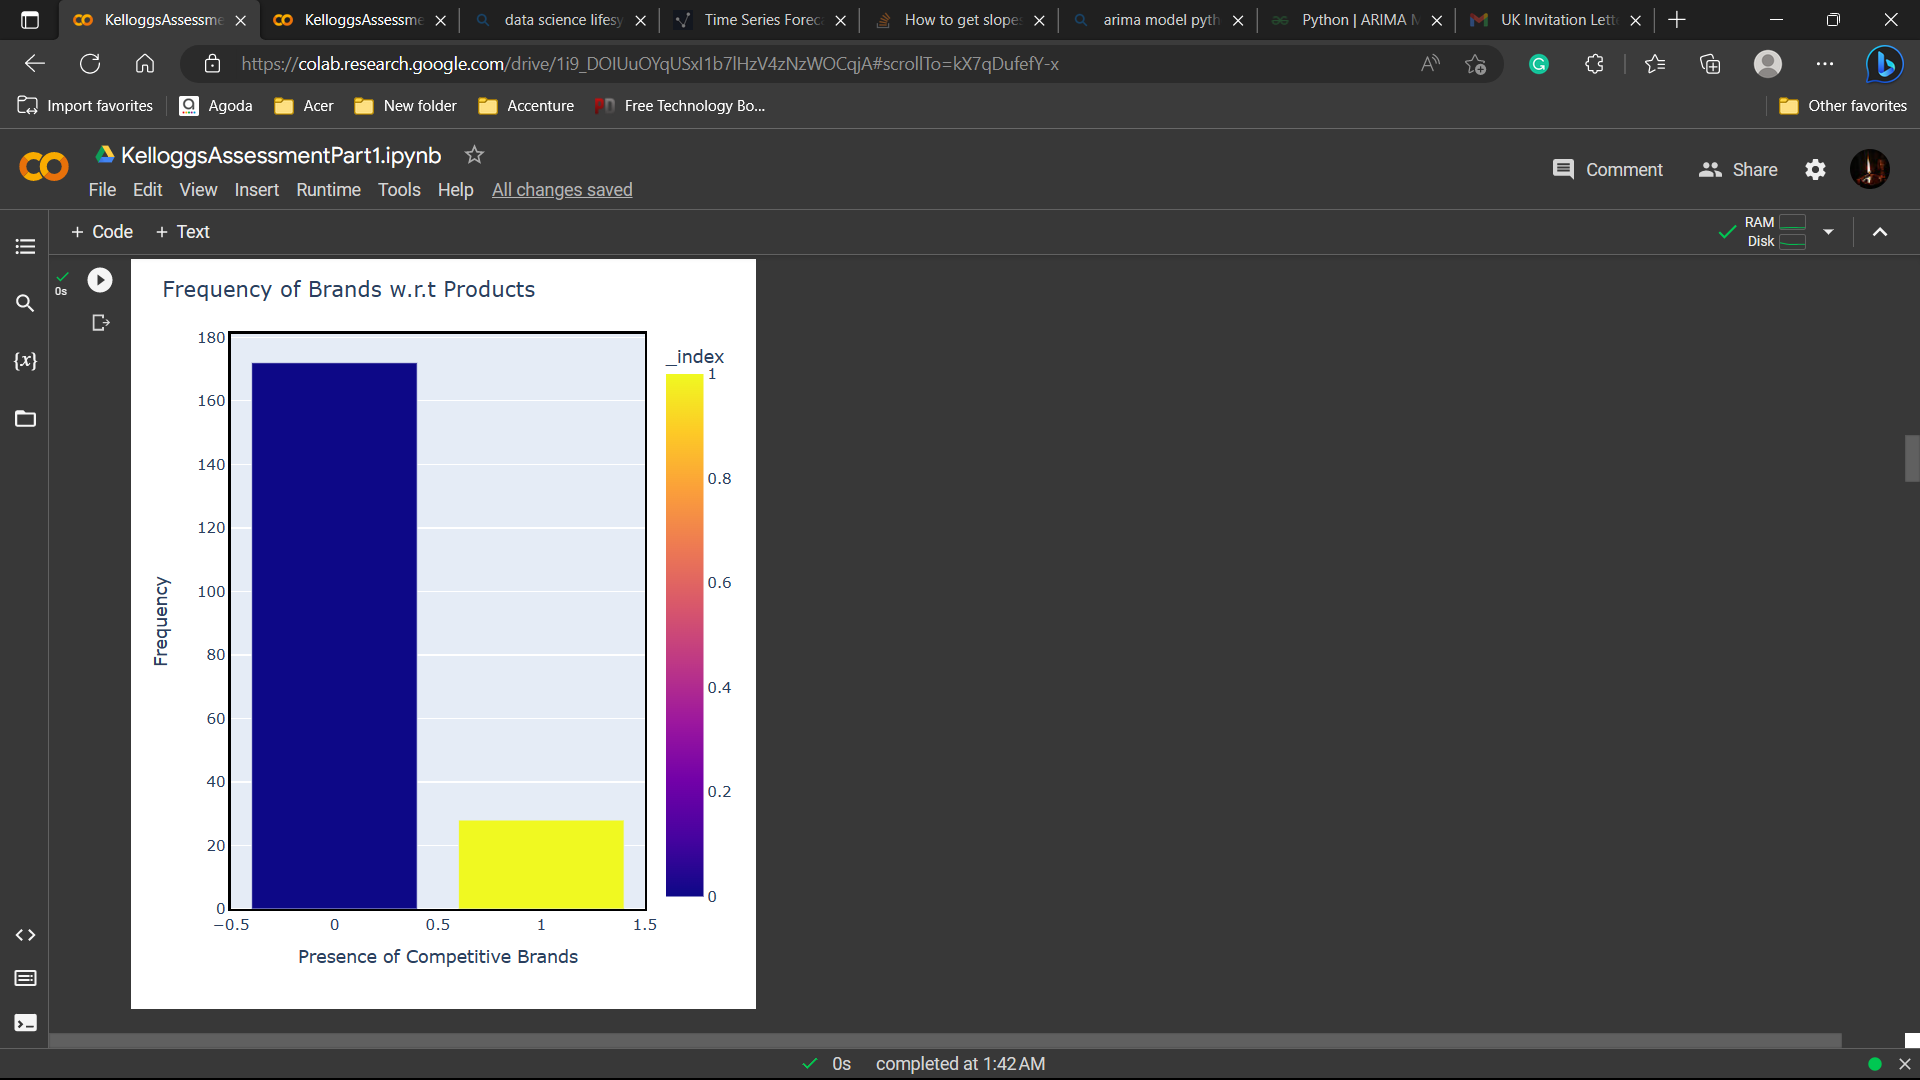 KelloggsAssessme
KelloggsAssessme
data science lifesy
Time Series Foreca
How to get slopes
arima model pyth
Python | ARIMA M
UK Invitation Lette
https://colab.research.google.com/drive/1i9_DOIUuOYqUSxI1b7lHzV4zNzWOCqjA#scrollTo=kX7qDufefY-x
Import favorites
Agoda
Acer
New folder
Accenture
Free Technology Bo...
Other favorites
KelloggsAssessmentPart1.ipynb
Comment
Share
File Edit View Insert Runtime Tools Help All changes saved
+ Code + Text
RAM
Disk
{x}
0s
Frequency of Brands w.r.t Products
180
160
140
120
100
80
60
40
20
0
Frequency
−0.5 0 0.5 1 1.5
Presence of Competitive Brands
_index
1
0.8
0.6
0.4
0.2
0
0s completed at 1:42 AM